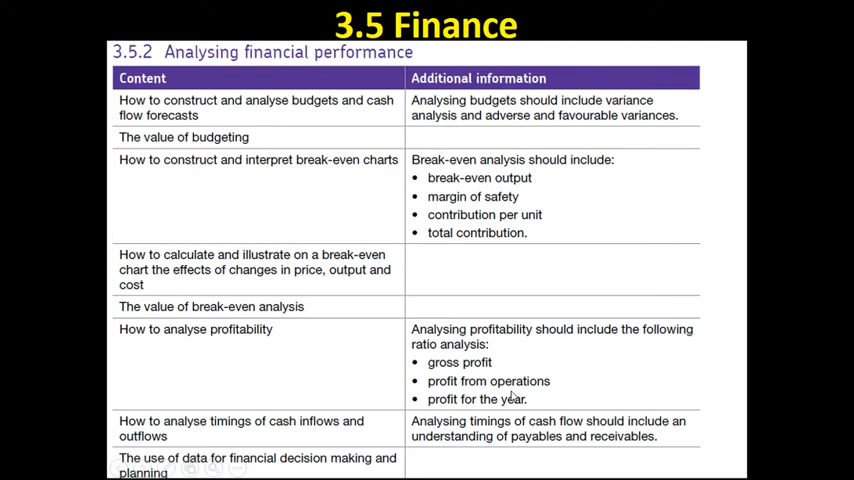 3.5 Finance
3.5.2 Analysing financial performance
Content
Additional information
How to construct and analyse budgets and cash
flow forecasts
Analysing budgets should include variance
analysis and adverse and favourable variances.
The value of budgeting
How to construct and interpret break-even charts
Break-even analysis should include:
• break-even output
• margin of safety
• contribution per unit
• total contribution.
How to calculate and illustrate on a break-even
chart the effects of changes in price, output and
cost
The value of break-even analysis
How to analyse profitability
Analysing profitability should include the following
ratio analysis:
• gross profit
• profit from operations
• profit for the year.
How to analyse timings of cash inflows and
outflows
Analysing timings of cash flow should include an
understanding of payables and receivables.
The use of data for financial decision making and
planning